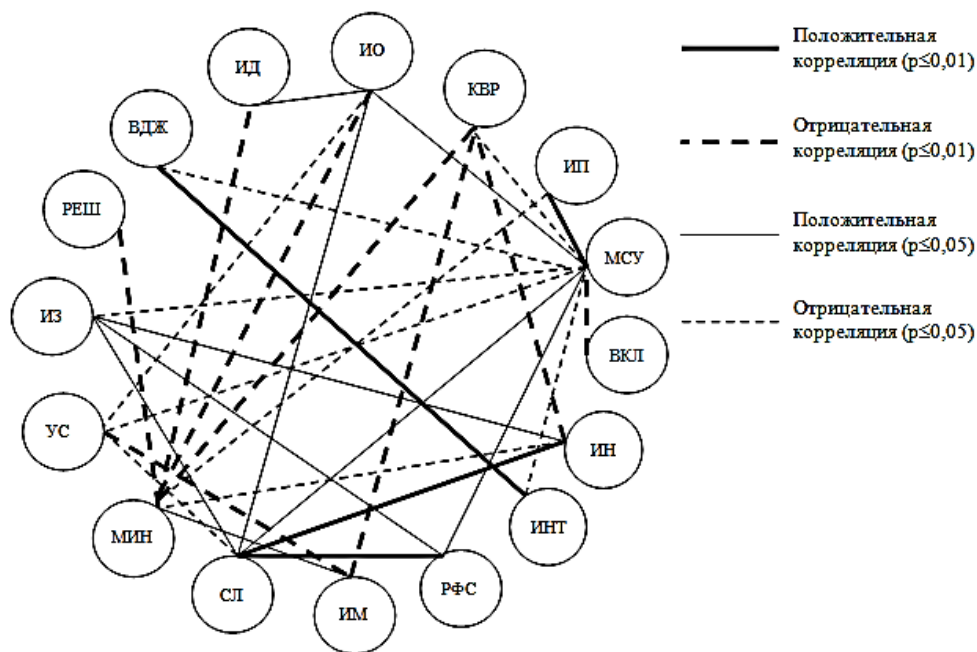 ИО
ИД
КВР
ВДЖ
ИП
РЕШ
МСУ
ИЗ
ВКЛ
УС
ИН
МИН
ИНТ
СЛ
РФС
ИМ
Положительная
корреляция (p≤0,01)
Отрицательная
корреляция (p≤0,01)
Положительная
корреляция (p≤0,05)
Отрицательная
корреляция (p≤0,05)